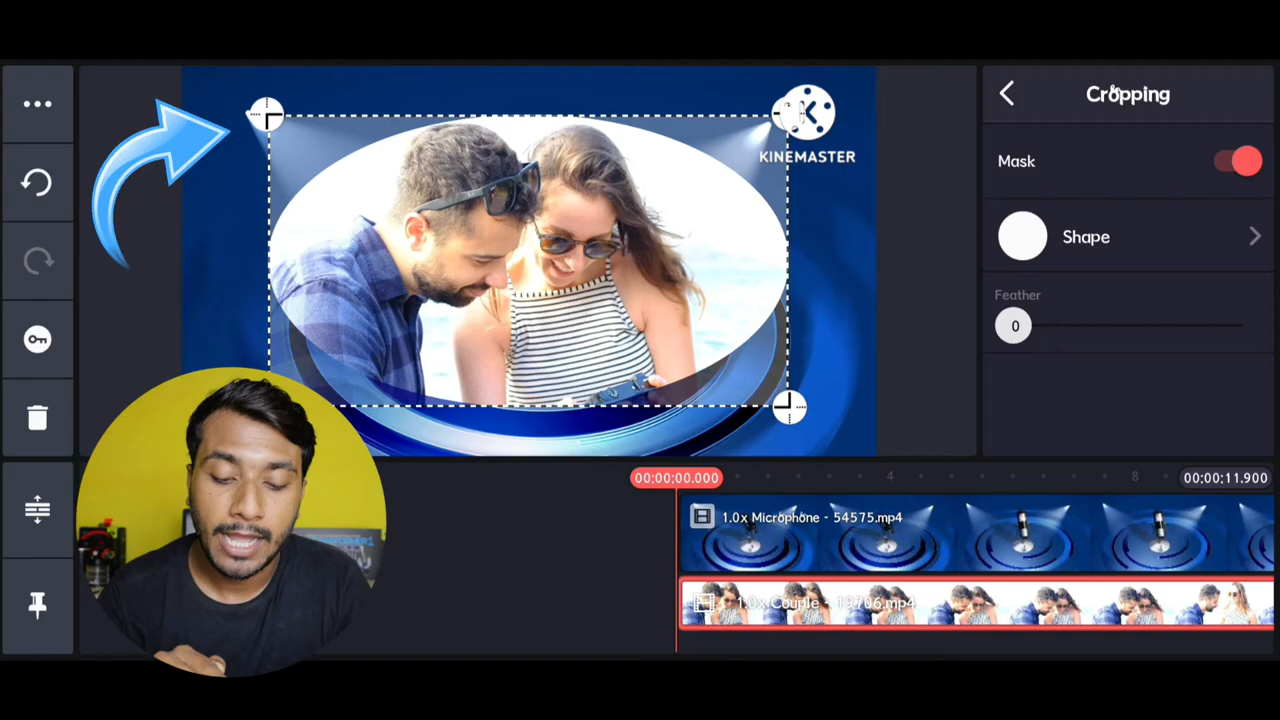 Cropping
KINEMASTER
Mask
Shape
Feather
0
00:00:00.000
4
8
00:00:11.900
1.0x Microphone - 54575.mp4
1.0x Couple - 19706.mp4